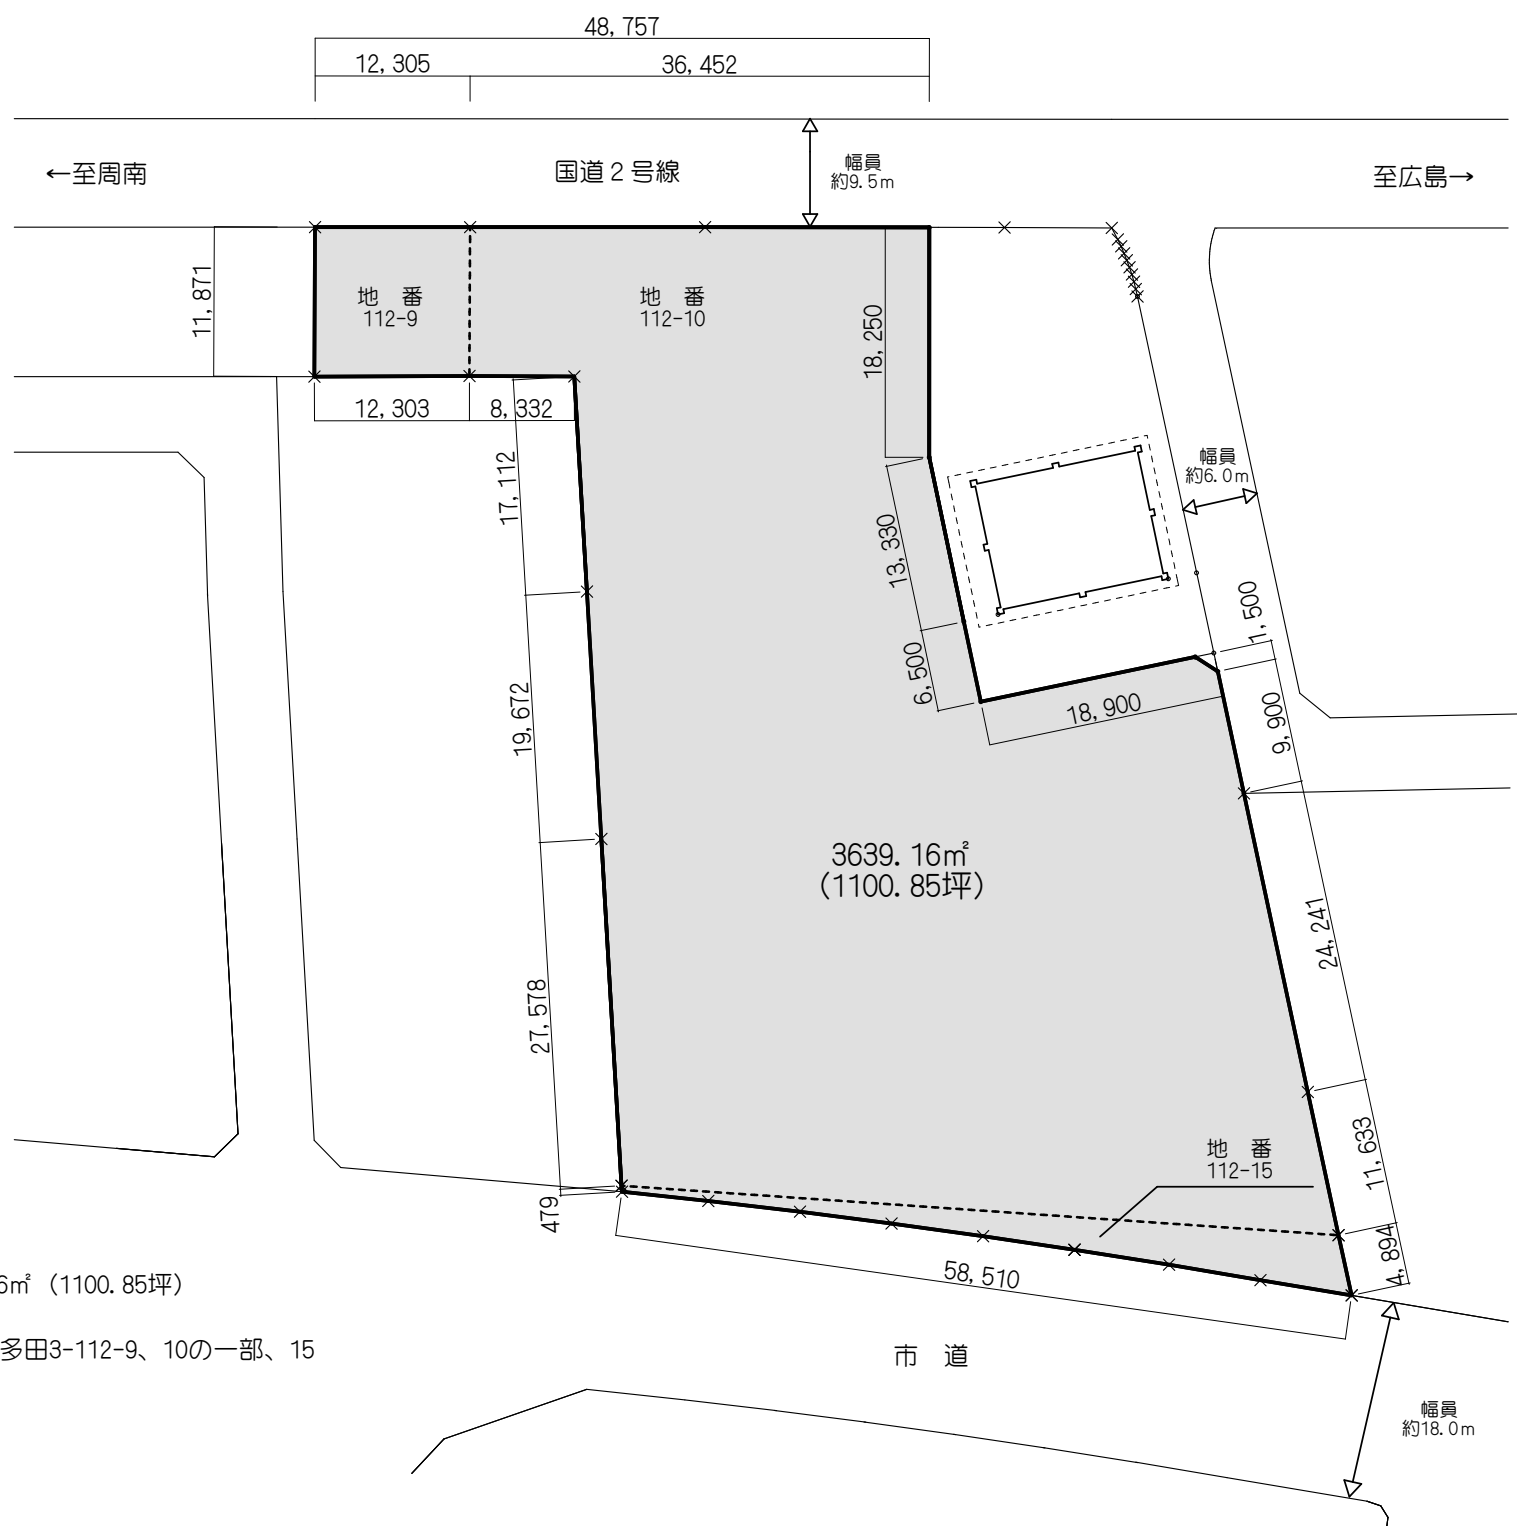 48,757
12,305
36,452
←至周南
国道2号線
幅員
約9.5m
至広島→
11,871
地 番
112-9
地 番
112-10
18,250
12,303
8,332
17,112
幅員
約6.0m
13,330
1,500
6,500
19,672
18,900
9,900
3639.16㎡
(1100.85坪)
24,241
27,578
地 番
112-15
11,633
479
4,894
58,510
6㎡ (1100.85坪)
多田3-112-9、10の一部、15
市 道
幅員
約18.0m